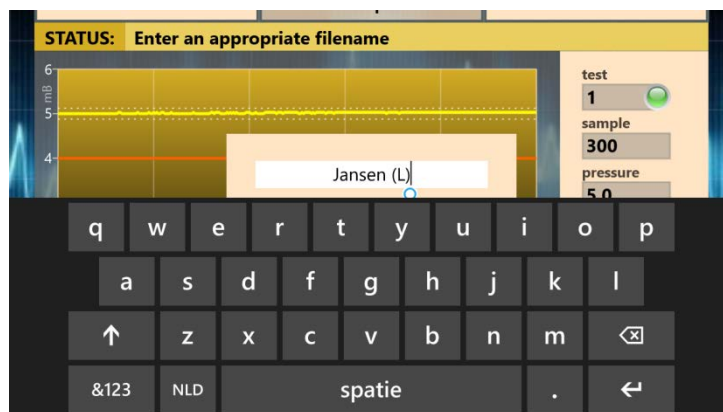 STATUS: Enter an appropriate filename
6
mB
5
4
test
1
sample
300
pressure
5.0
Jansen (L)
q w e r t y u i o p
a s d f g h j k l
↑ z x c v b n m
&123 NLD spatie .